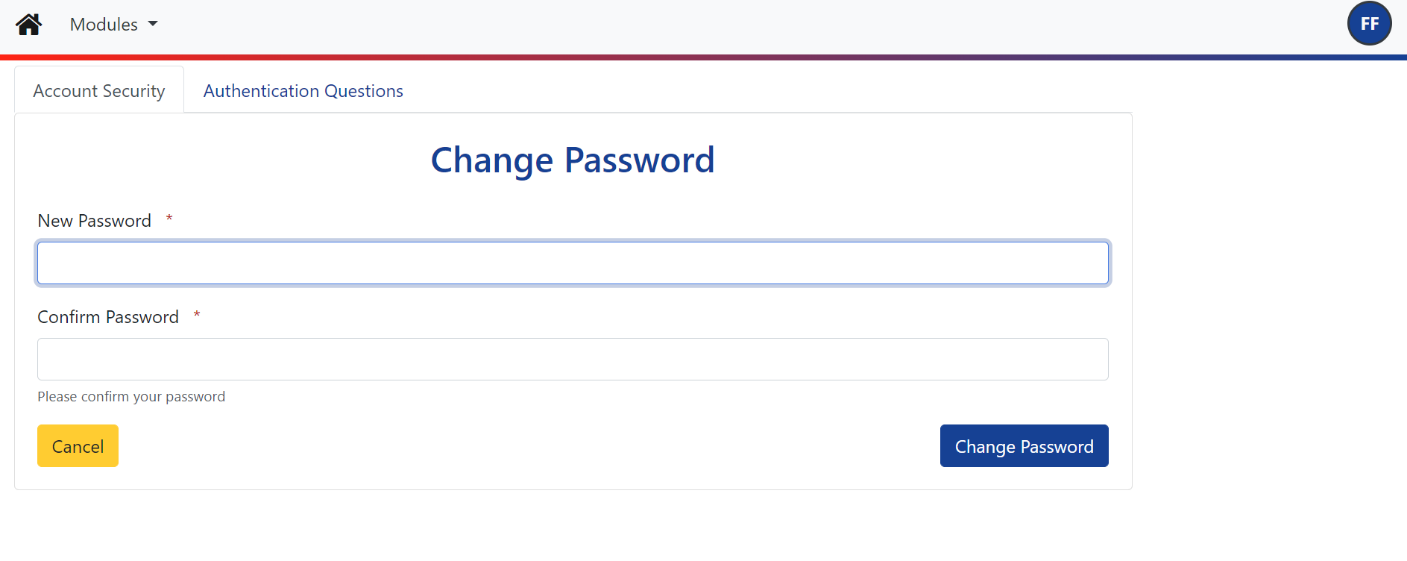 Modules
FF
Account Security
Authentication Questions
Change Password
New Password *
Confirm Password *
Please confirm your password
Cancel
Change Password